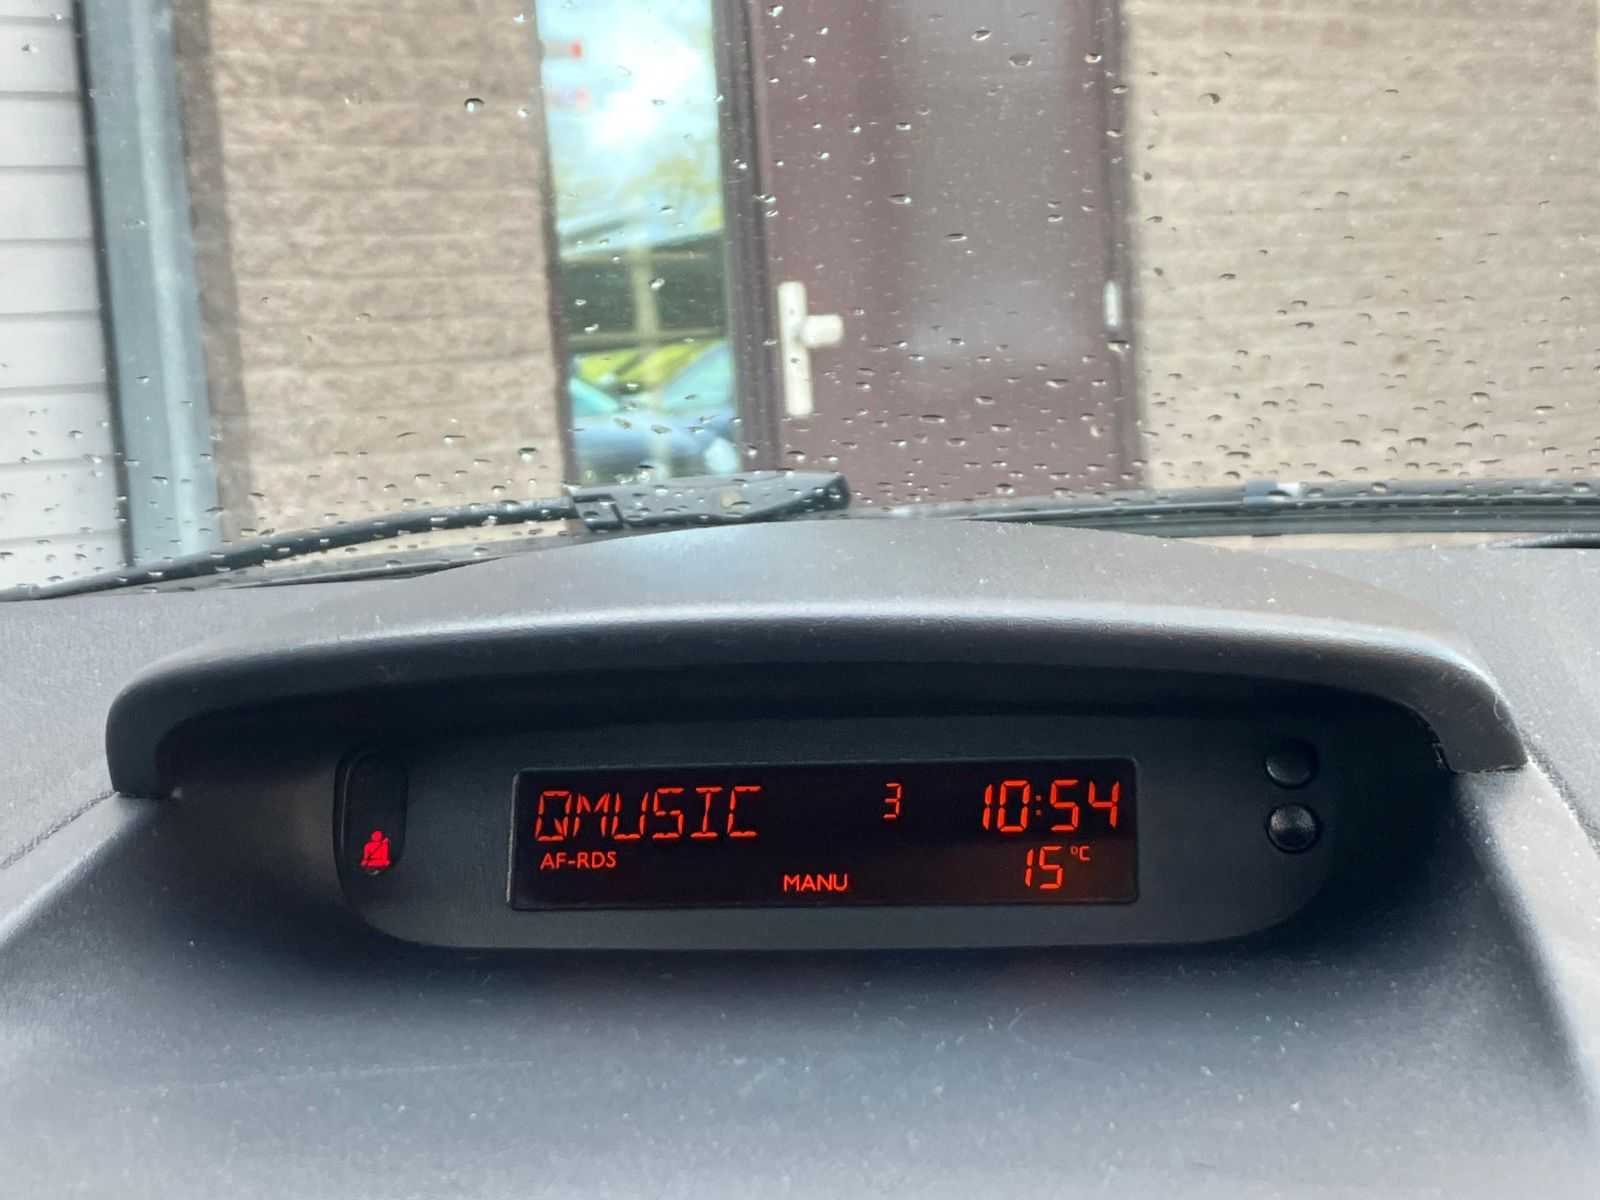 QMUSIC 3 10:54
AF-RDS 15 °C
MANU